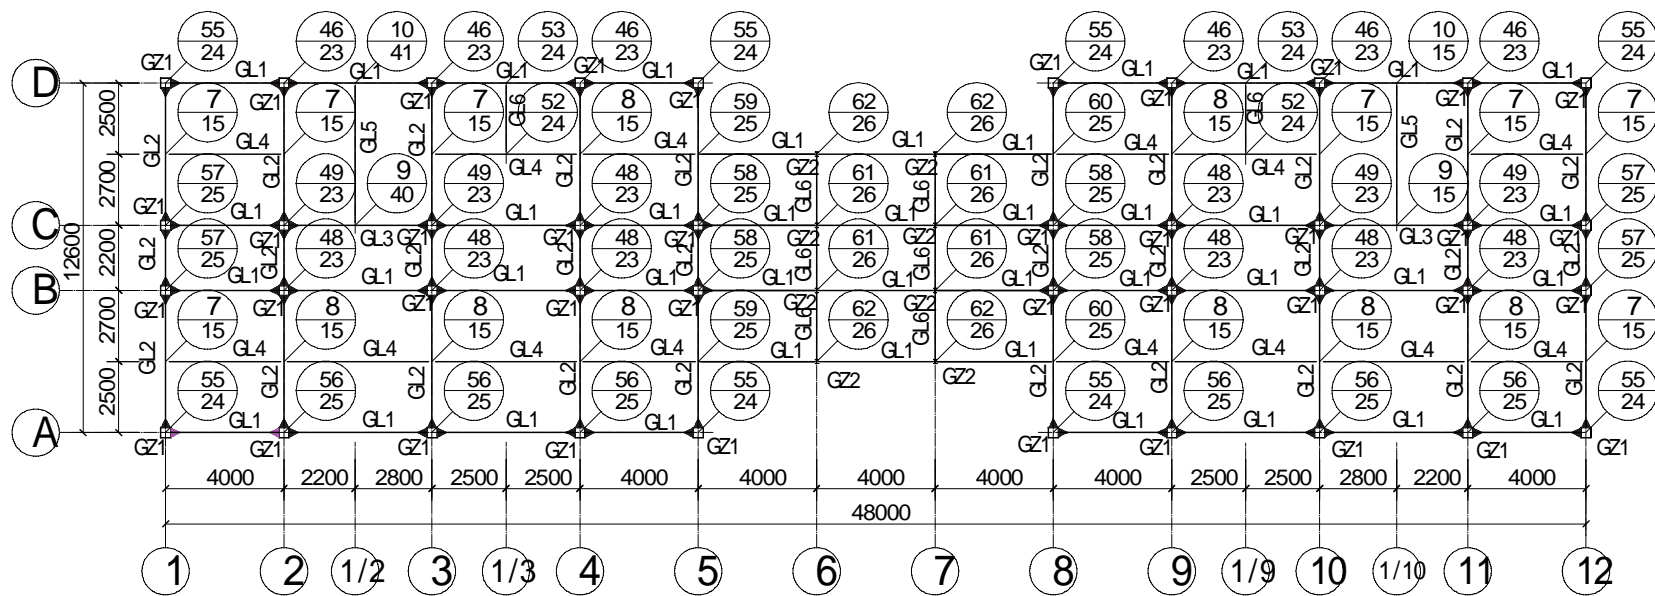 55 46 10 46 53 46 55 55 46 53 46 10 46 55
24 23 41 23 24 23 24 24 23 24 23 15 23 24
GZ1 GL1 GL1 GL1 GZ1 GL1 GZ1 GL1 GL1 GZ1 GL1 GL1
D
GZ1 GZ1 GZ1 GZ1 GZ1 GZ1
7 7 7 52 8 59 62 62 60 8 52 7 7 7
15 15 15 24 15 25 26 26 25 15 24 15 15 15
2500 GL2 GL5 GL2 GL6 GL6 GL5 GL2
GL4 GL4 GL1 GL1 GL1 GL4 GL4
GL2 GL4 GL2 GL2 GZ2 GZ2 GL2 GL4 GL2 GL2
57 49 9 49 48 58 61 61 58 48 49 9 49 57
25 23 40 23 23 25 26 26 25 23 23 15 23 25
2700 GL6 GL6
GZ1 GL1 GL1 GL1 GL1 GL1 GL1 GL1 GL1 GL1
C
GZ1 GL3 GZ1 GZ1 GZ1 GZ2 GZ2 GZ1 GZ1 GZ1 GL3 GZ1 GZ1
57 48 48 48 58 61 61 58 48 48 48 57
25 23 23 23 25 26 26 25 23 23 23 25
12600 2200 GL2 GL2 GL2 GL2 GL2 GL6 GL6 GL2 GL2 GL2 GL2 GL2
GL1 GL1 GL1 GL1 GL1 GL1 GL1 GL1 GL1 GL1 GL1
B
GZ1 GZ1 GZ1 GZ1 GZ1 GZ2 GZ2 GZ1 GZ1 GZ1 GZ1 GZ1
7 8 8 8 59 62 62 60 8 8 8 7
15 15 15 15 25 26 26 25 15 15 15 15
2700 GL2 GL6 GL6
GL4 GL4 GL4 GL4 GL1 GL1 GL1 GL4 GL4 GL4 GL4
GL2 GL2 GL2 GL2 GZ2 GZ2 GL2 GL2 GL2 GL2 GL2
55 56 56 56 55 55 56 56 56 55
24 25 25 25 24 24 25 25 25 24
2500
GL1 GL1 GL1 GL1 GL1 GL1 GL1 GL1
A
GZ1 GZ1 GZ1 GZ1 GZ1 GZ1 GZ1 GZ1 GZ1 GZ1
4000 2200 2800 2500 2500 4000 4000 4000 4000 4000 2500 2500 2800 2200 4000
48000
1 2 1/2 3 1/3 4 5 6 7 8 9 1/9 10 1/10 11 12